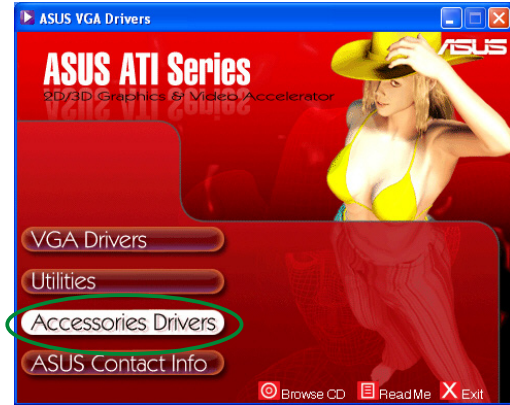 ASUS VGA Drivers
ASUS
ASUS ATI Series
2D/3D Graphics & Video Accelerator
VGA Drivers
Utilities
Accessories Drivers
ASUS Contact Info
Browse CD ReadMe Exit